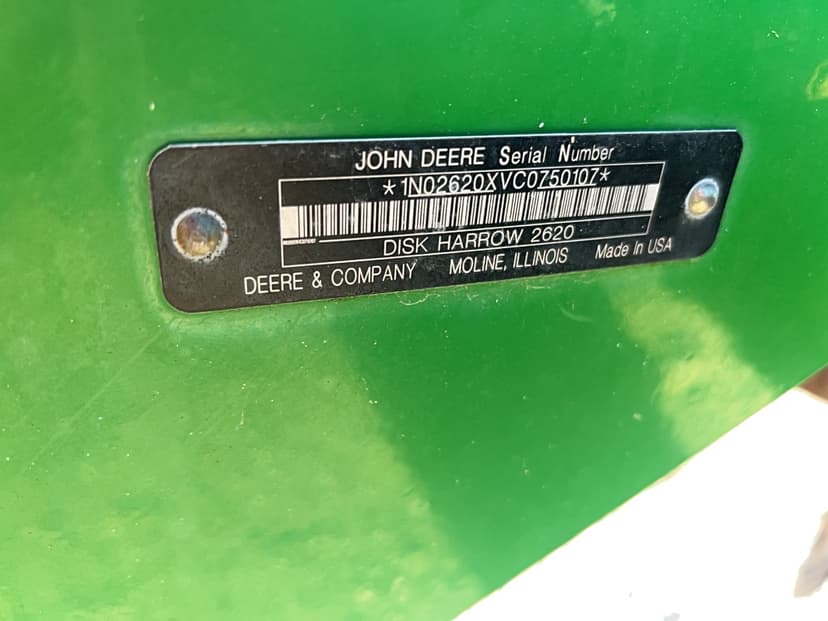 JOHN DEERE Serial Number
*1N02620XVC0750107*
DISK HARROW 2620
DEERE & COMPANY MOLINE, ILLINOIS Made In USA